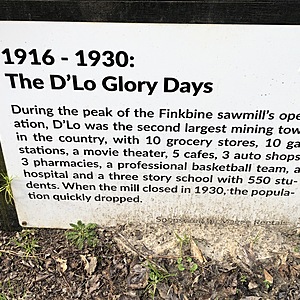 1916 - 1930:
The D'Lo Glory Days
During the peak of the Finkbine sawmill's ope
ation, D'Lo was the second largest mining tow
in the country, with 10 grocery stores, 10 ga
stations, a movie theater, 5 cafes, 3 auto shops
3 pharmacies, a professional basketball team, a
hospital and a three story school with 550 stu-
dents. When the mill closed in 1930, the popula-
tion quickly dropped.